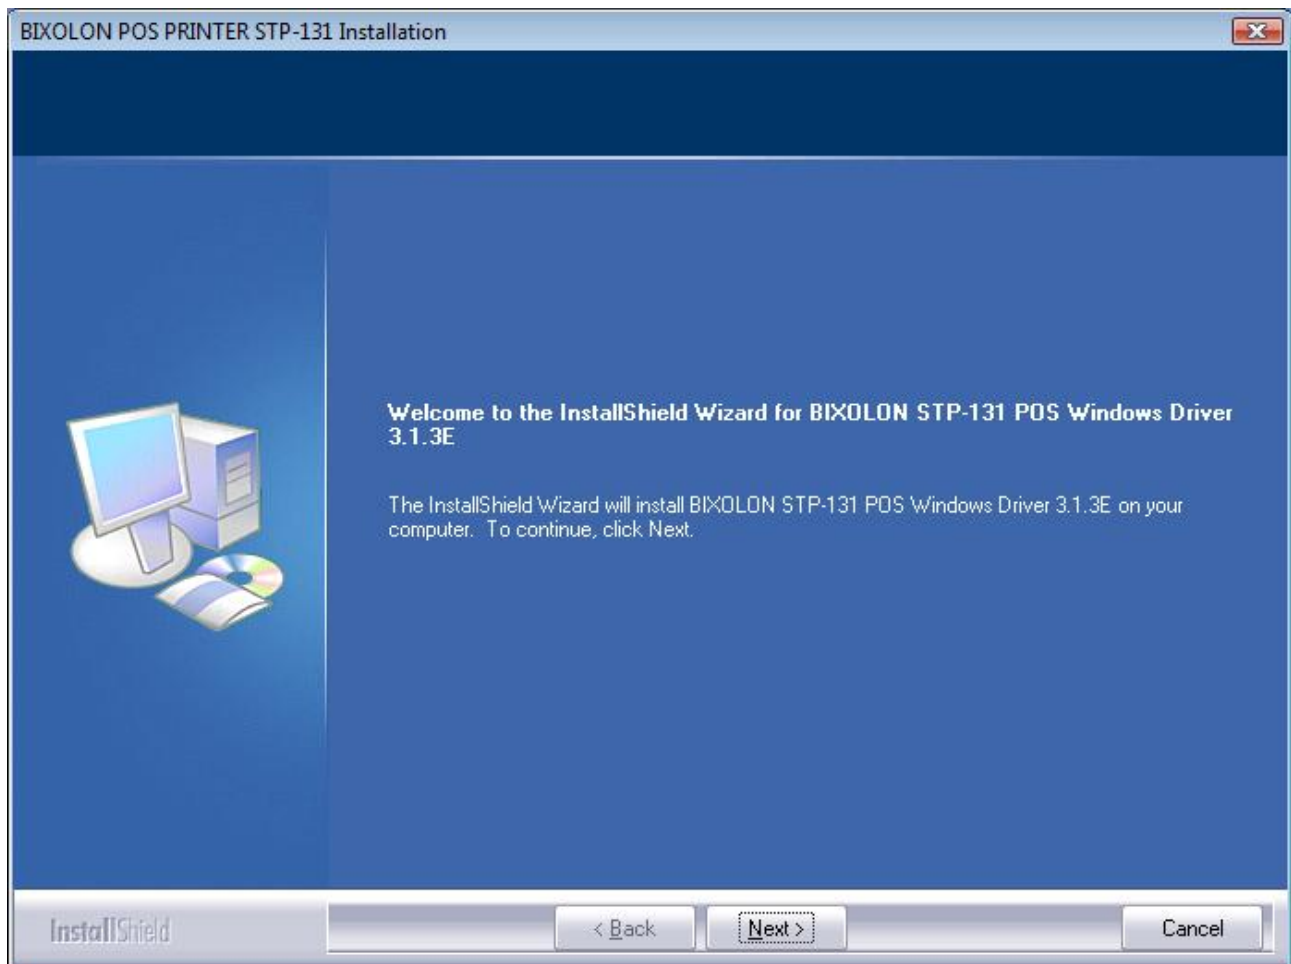 BIXOLON POS PRINTER STP-131 Installation
Welcome to the InstallShield Wizard for BIXOLON STP-131 POS Windows Driver
3.1.3E
The InstallShield Wizard will install BIXOLON STP-131 POS Windows Driver 3.1.3E on your
computer.  To continue, click Next.
InstallShield
< Back
Next >
Cancel